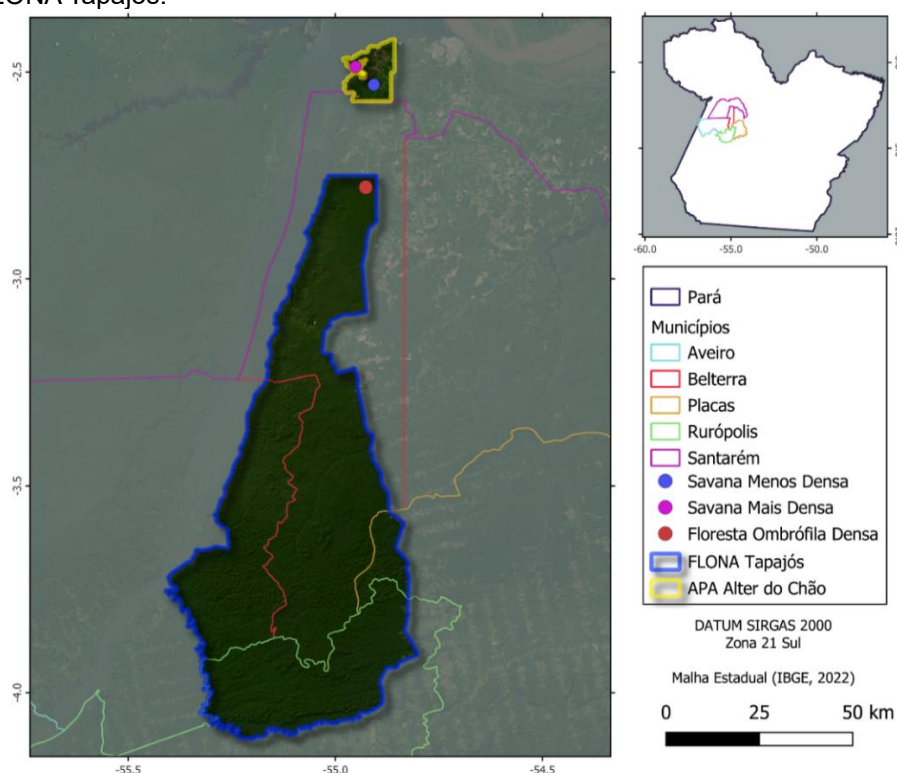 FLONA Tapajós.
-2.5
-3.0
-3.5
-4.0
-55.5
-55.0
-54.5
-60.0
-55.0
-50.0
Pará
Municípios
Aveiro
Belterra
Placas
Rurópolis
Santarém
Savana Menos Densa
Savana Mais Densa
Floresta Ombrófila Densa
FLONA Tapajós
APA Alter do Chão
DATUM SIRGAS 2000
Zona 21 Sul
Malha Estadual (IBGE, 2022)
0 25 50 km